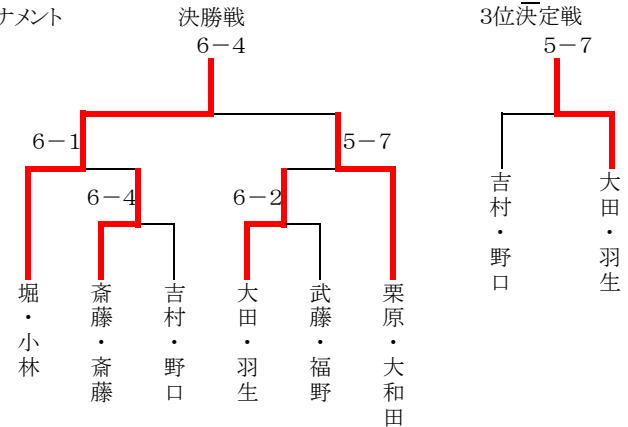 ナメント
決勝戦
3位決定戦
6－4
5－7
6－1
5－7
6－4
6－2
堀・小林
斎藤・斎藤
吉村・野口
大田・羽生
武藤・福野
栗原・大和田
吉村・野口
大田・羽生